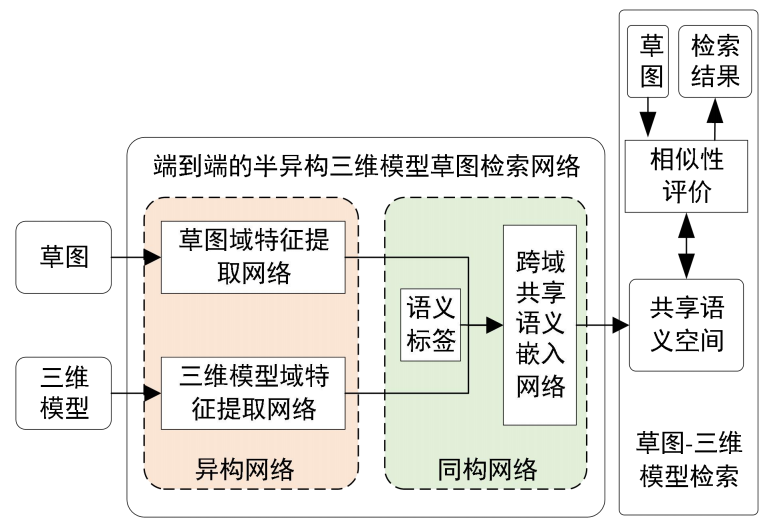 端到端的半异构三维模型草图检索网络
草图
三维
模型
草图域特征提
取网络
三维模型域特
征提取网络
异构网络
语义
标签
跨域
共享
语义
嵌入
网络
同构网络
草
图
检索
结果
相似性
评价
共享语
义空间
草图-三维
模型检索